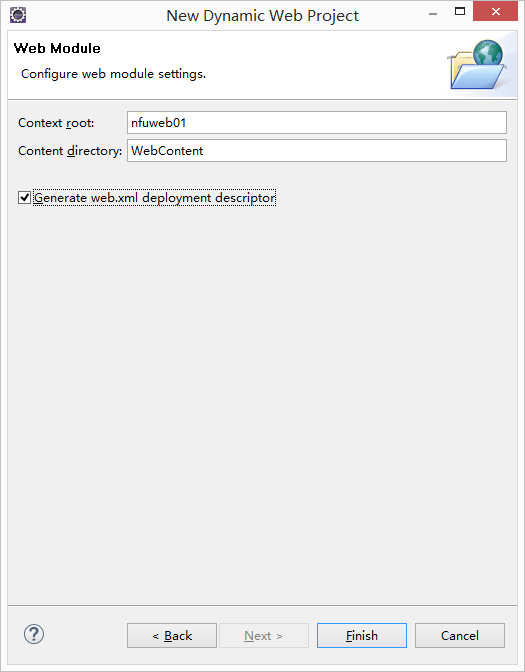 New Dynamic Web Project
Web Module
Configure web module settings.
Context root: nfuweb01
Content directory: WebContent
Generate web.xml deployment descriptor
? < Back Next > Finish Cancel